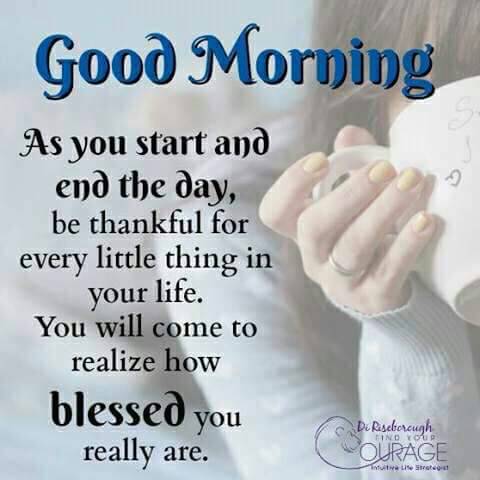 Good Morning
As you start and
end the day,
be thankful for
every little thing in
your life.
You will come to
realize how
blessed you
really are.
Di Riseborough
FIND YOUR
COURAGE
Intuitive Life Strategist